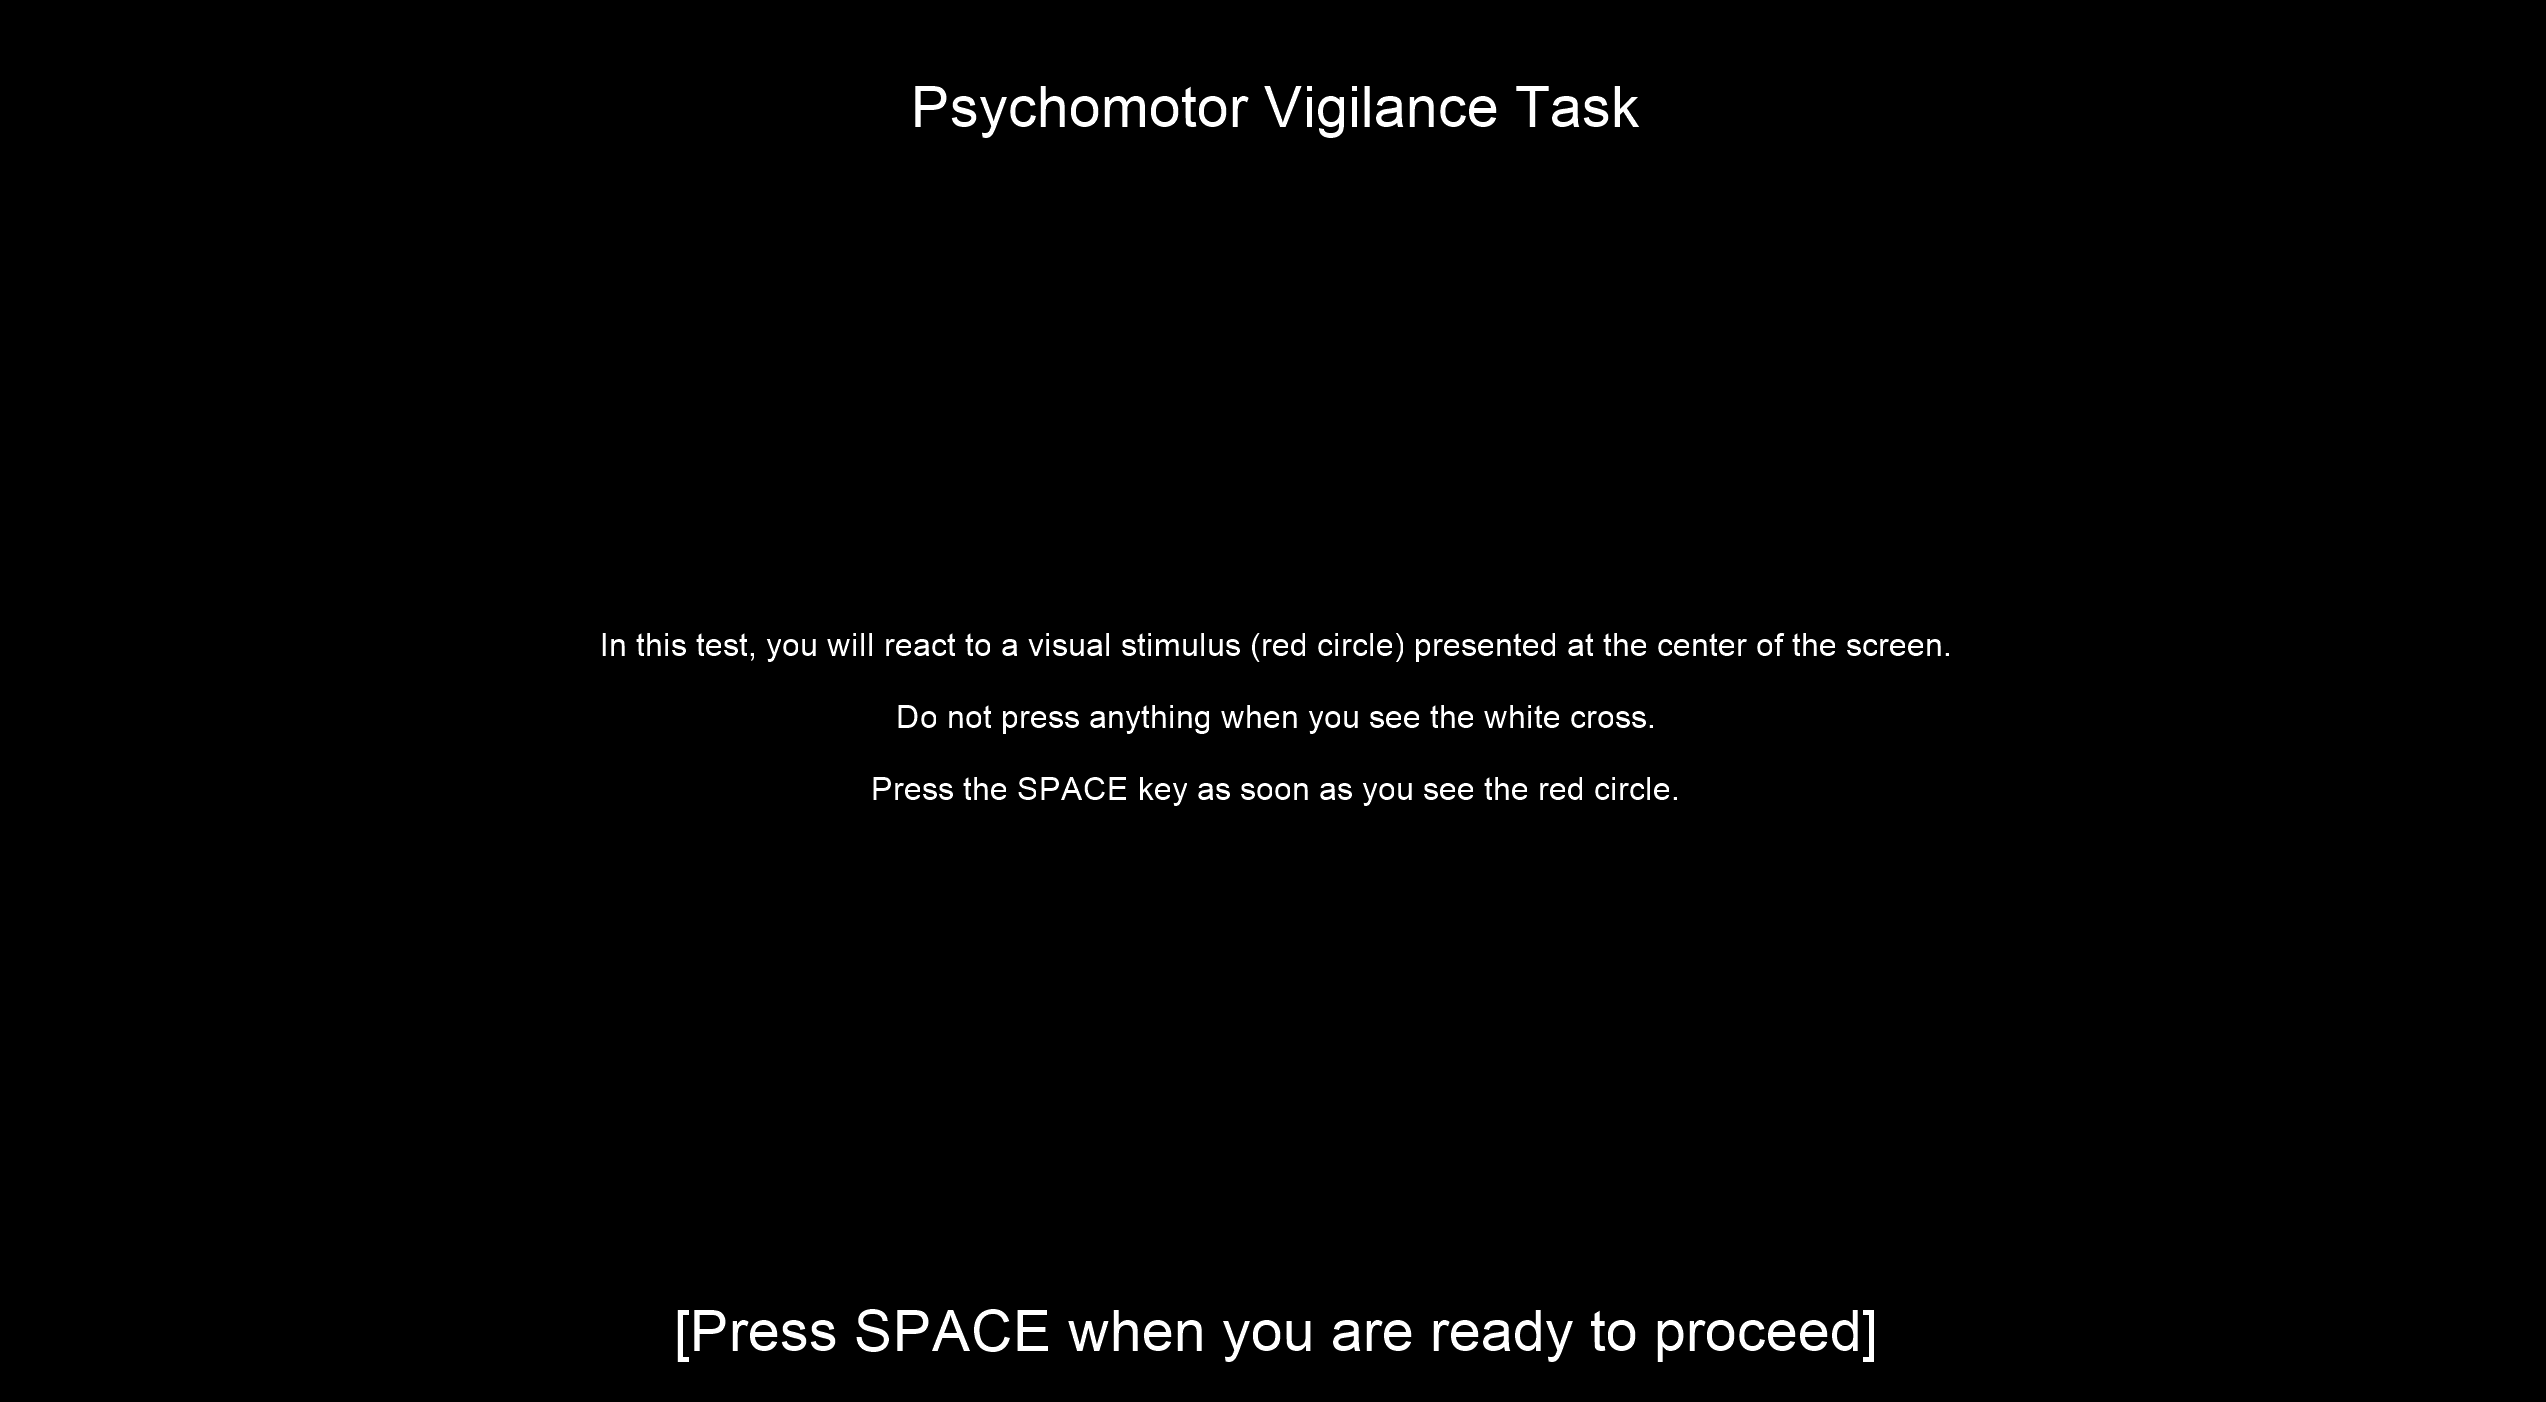 Psychomotor Vigilance Task
In this test, you will react to a visual stimulus (red circle) presented at the center of the screen.
Do not press anything when you see the white cross.
Press the SPACE key as soon as you see the red circle.
[Press SPACE when you are ready to proceed]